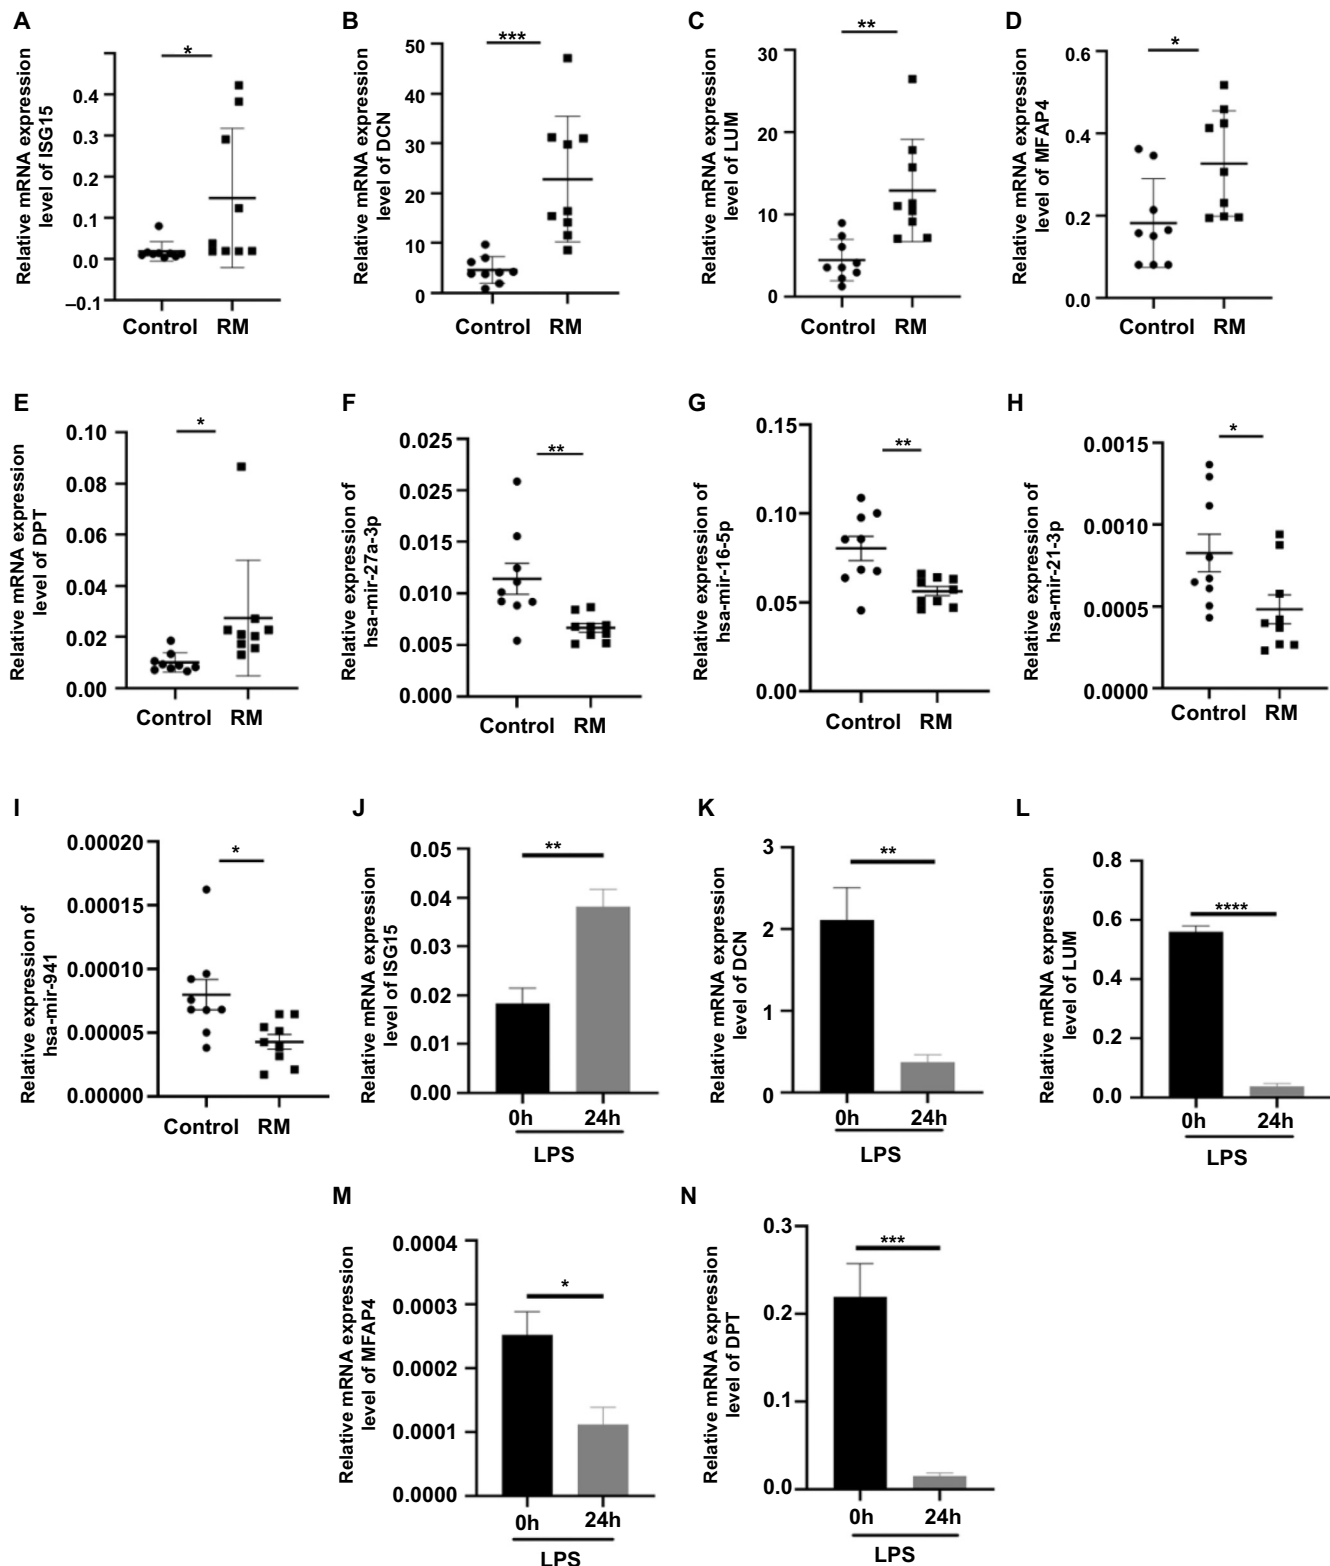 A
Relative mRNA expression
level of ISG15
*
0.4
0.3
0.2
0.1
0.0
–0.1
Control RM
B
Relative mRNA expression
level of DCN
***
50
40
30
20
10
0
Control RM
C
Relative mRNA expression
level of LUM
**
30
20
10
0
Control RM
D
Relative mRNA expression
level of MFAP4
*
0.6
0.4
0.2
0.0
Control RM
E
Relative mRNA expression
level of DPT
*
0.10
0.08
0.06
0.04
0.02
0.00
Control RM
F
Relative expression of
hsa-mir-27a-3p
**
0.025
0.025
0.015
0.010
0.005
0.000
Control RM
G
Relative expression of
hsa-mir-16-5p
**
0.15
0.10
0.05
0.00
Control RM
H
Relative expression of
hsa-mir-21-3p
*
0.0015
0.0010
0.0005
0.0000
Control RM
I
Relative expression of
hsa-mir-941
*
0.00020
0.00015
0.00010
0.00005
0.00000
Control RM
J
Relative mRNA expression
level of ISG15
**
0.05
0.04
0.03
0.02
0.01
0.00
0h 24h
LPS
K
Relative mRNA expression
level of DCN
**
3
2
1
0
0h 24h
LPS
L
Relative mRNA expression
level of LUM
****
0.8
0.6
0.4
0.2
0.0
0h 24h
LPS
M
Relative mRNA expression
level of MFAP4
*
0.0004
0.0003
0.0002
0.0001
0.0000
0h 24h
LPS
N
Relative mRNA expression
level of DPT
***
0.3
0.2
0.1
0.0
0h 24h
LPS